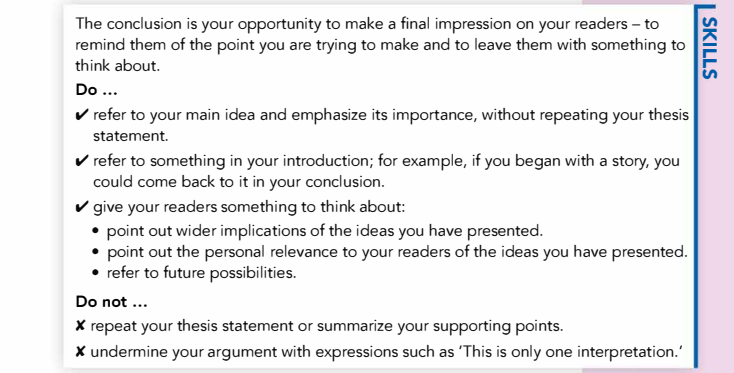 The conclusion is your opportunity to make a final impression on your readers – to
remind them of the point you are trying to make and to leave them with something to
think about.
Do ...
✔ refer to your main idea and emphasize its importance, without repeating your thesis
statement.
✔ refer to something in your introduction; for example, if you began with a story, you
could come back to it in your conclusion.
✔ give your readers something to think about:
• point out wider implications of the ideas you have presented.
• point out the personal relevance to your readers of the ideas you have presented.
• refer to future possibilities.
Do not ...
✘ repeat your thesis statement or summarize your supporting points.
✘ undermine your argument with expressions such as ‘This is only one interpretation.’
SKILLS